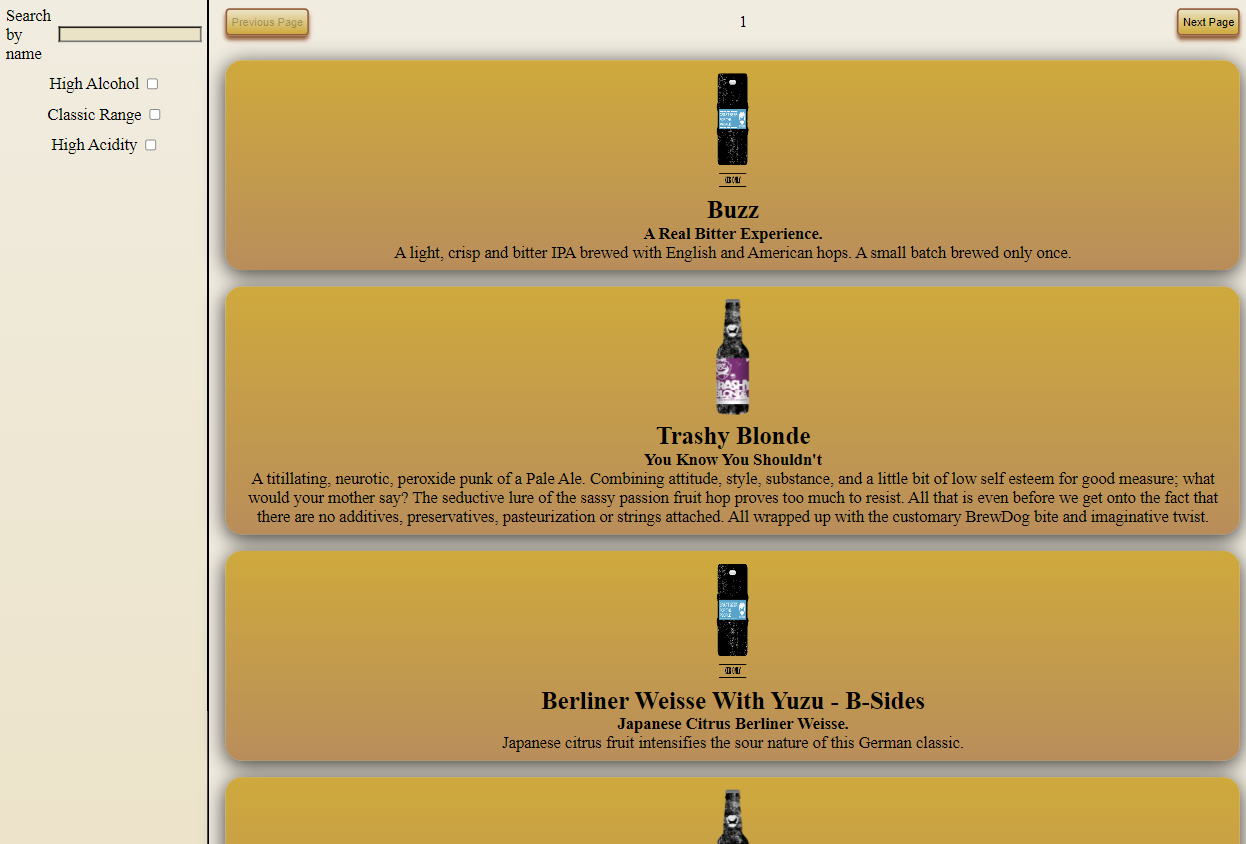 Search
by
name
High Alcohol
Classic Range
High Acidity
Previous Page
1
Next Page
Buzz
A Real Bitter Experience.
A light, crisp and bitter IPA brewed with English and American hops. A small batch brewed only once.
Trashy Blonde
You Know You Shouldn't
A titillating, neurotic, peroxide punk of a Pale Ale. Combining attitude, style, substance, and a little bit of low self esteem for good measure; what
would your mother say? The seductive lure of the sassy passion fruit hop proves too much to resist. All that is even before we get onto the fact that
there are no additives, preservatives, pasteurization or strings attached. All wrapped up with the customary BrewDog bite and imaginative twist.
Berliner Weisse With Yuzu - B-Sides
Japanese Citrus Berliner Weisse.
Japanese citrus fruit intensifies the sour nature of this German classic.